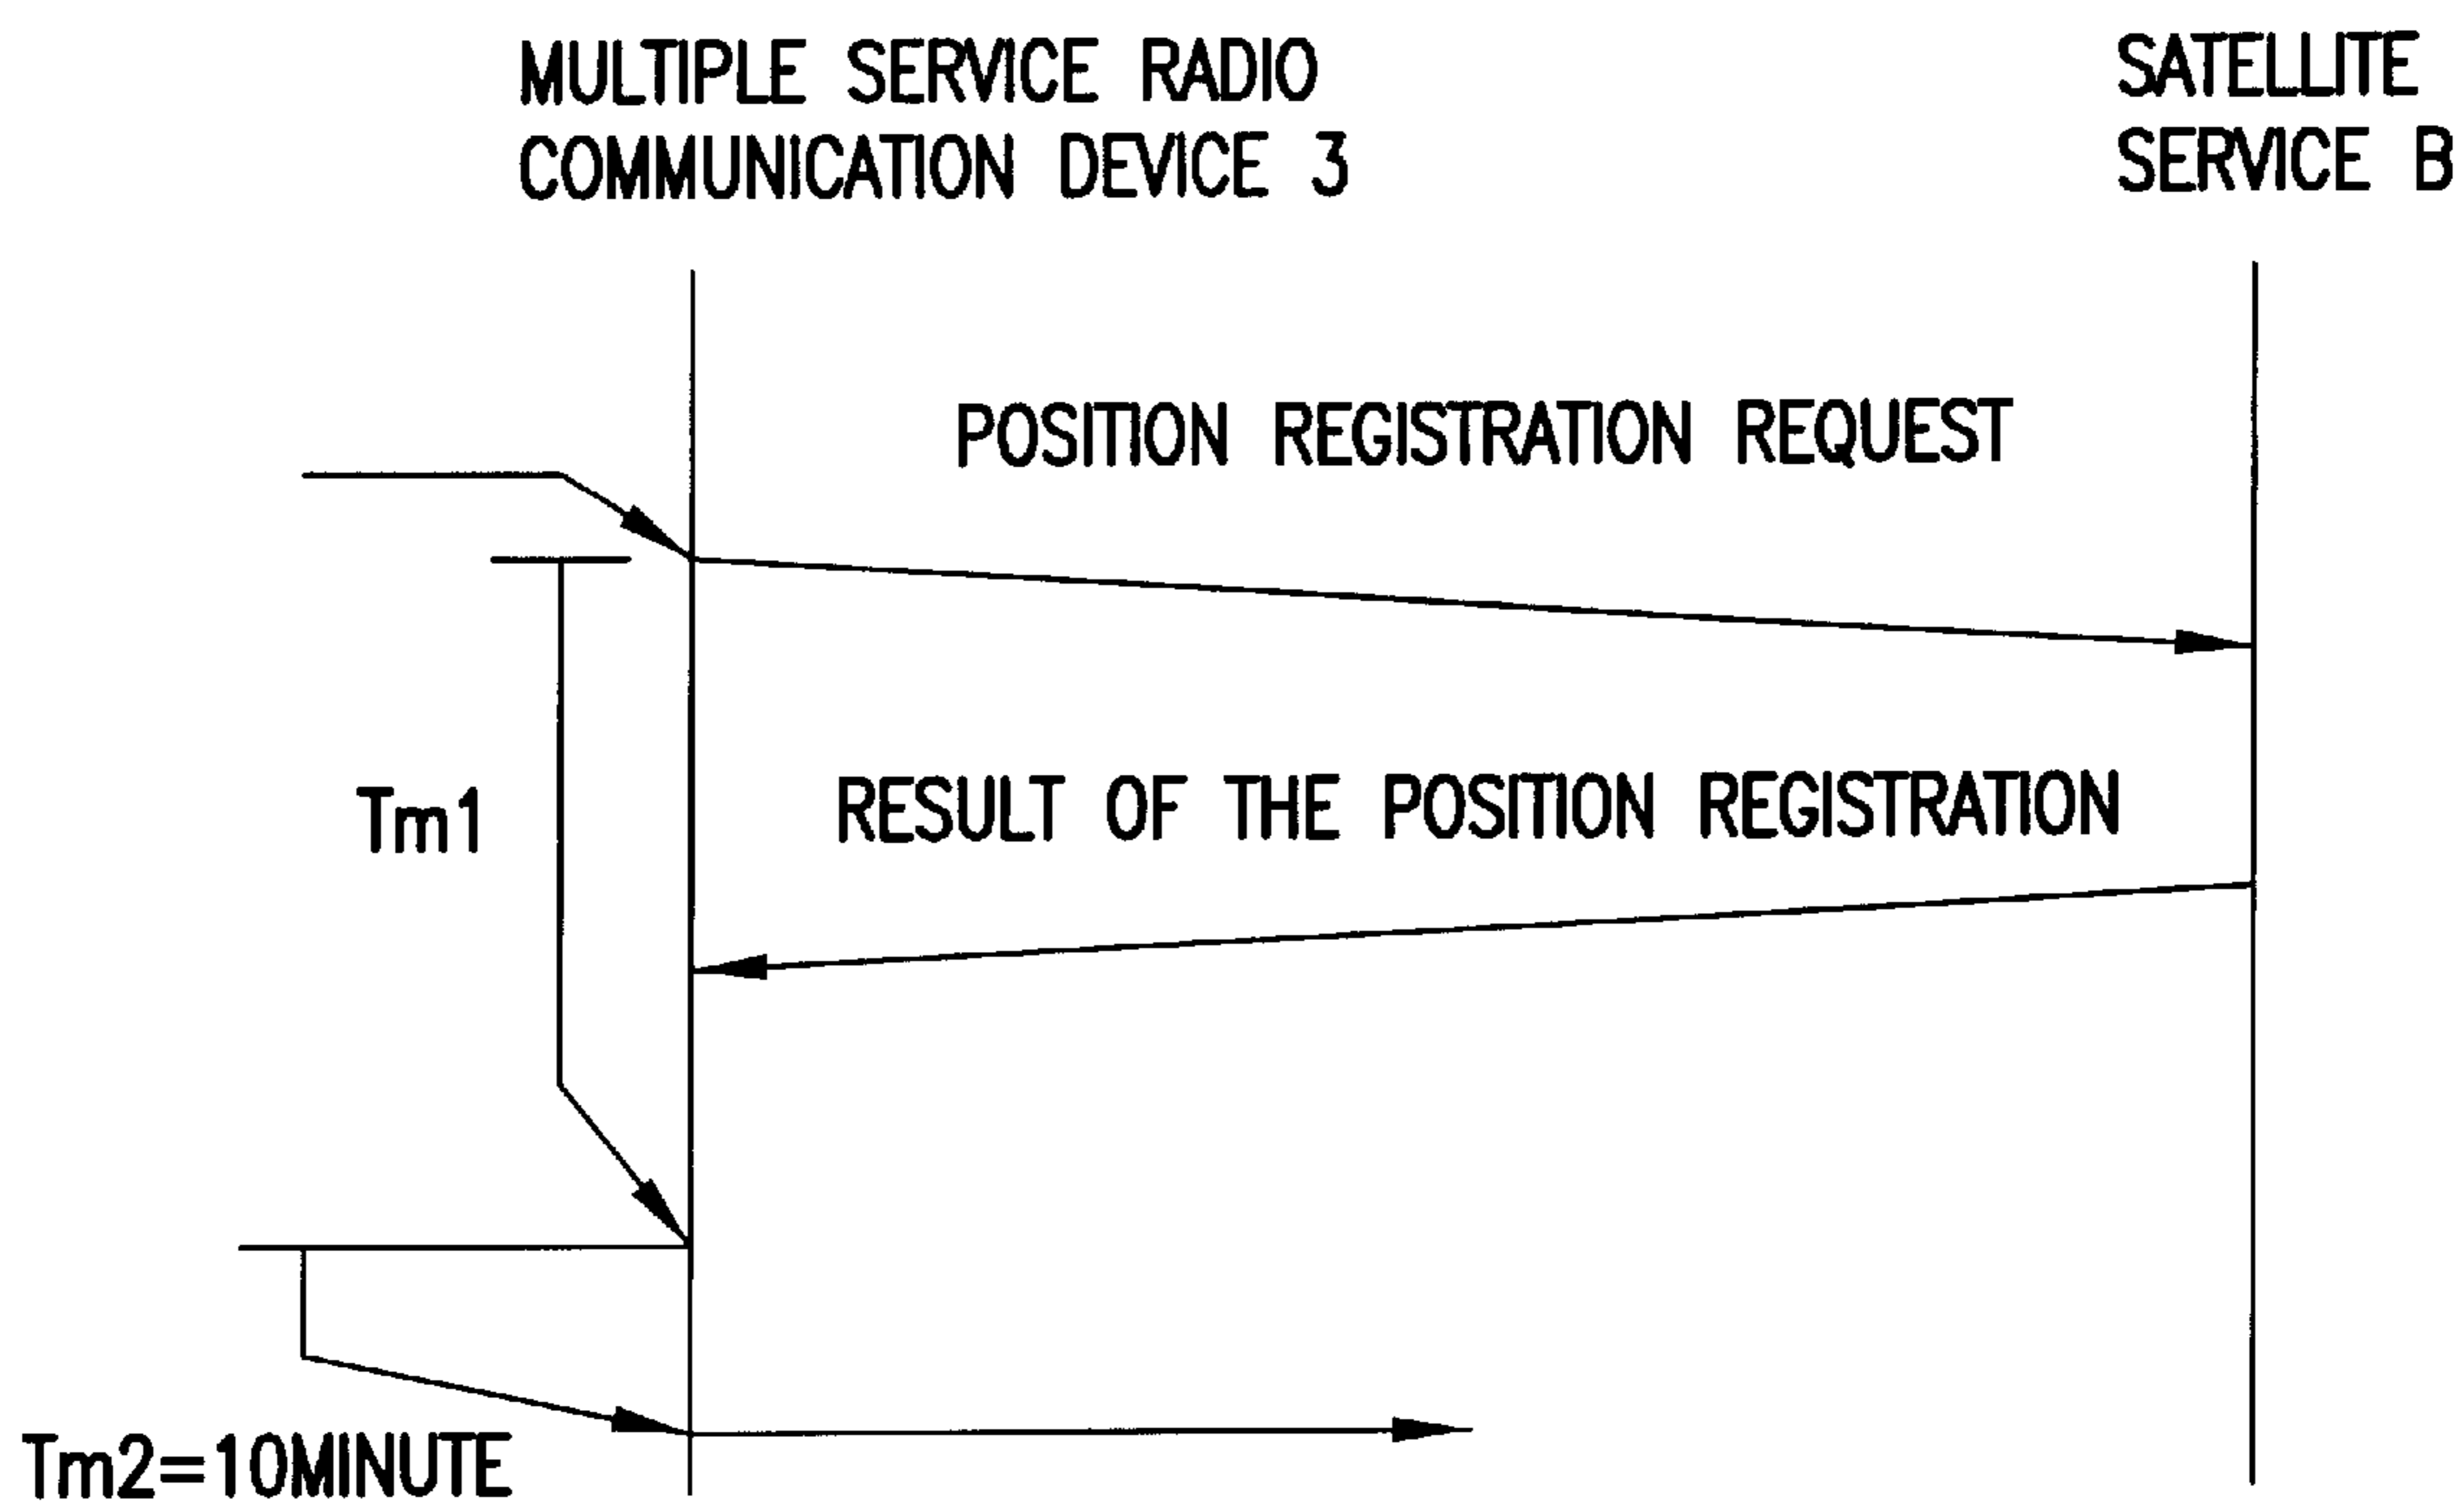 MULTIPLE SERVICE RADIO
COMMUNICATION DEVICE 3
SATELLITE
SERVICE B
POSITION REGISTRATION REQUEST
Tm1
RESULT OF THE POSITION REGISTRATION
Tm2=10MINUTE